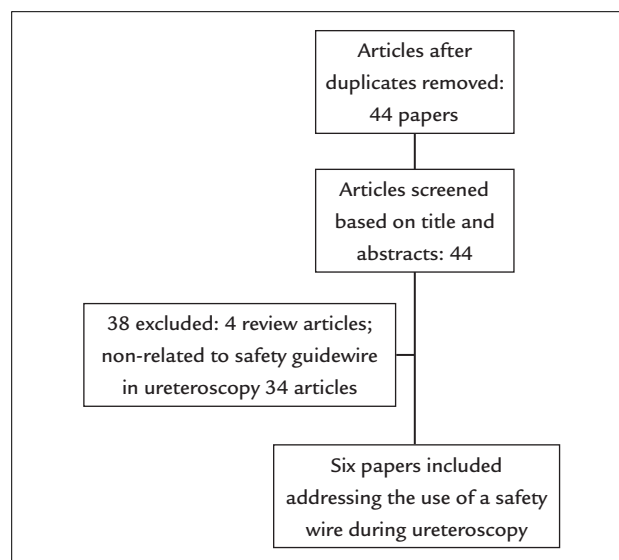 Articles after
duplicates removed:
44 papers
Articles screened
based on title and
abstracts: 44
38 excluded: 4 review articles;
non-related to safety guidewire
in ureteroscopy 34 articles
Six papers included
addressing the use of a safety
wire during ureteroscopy